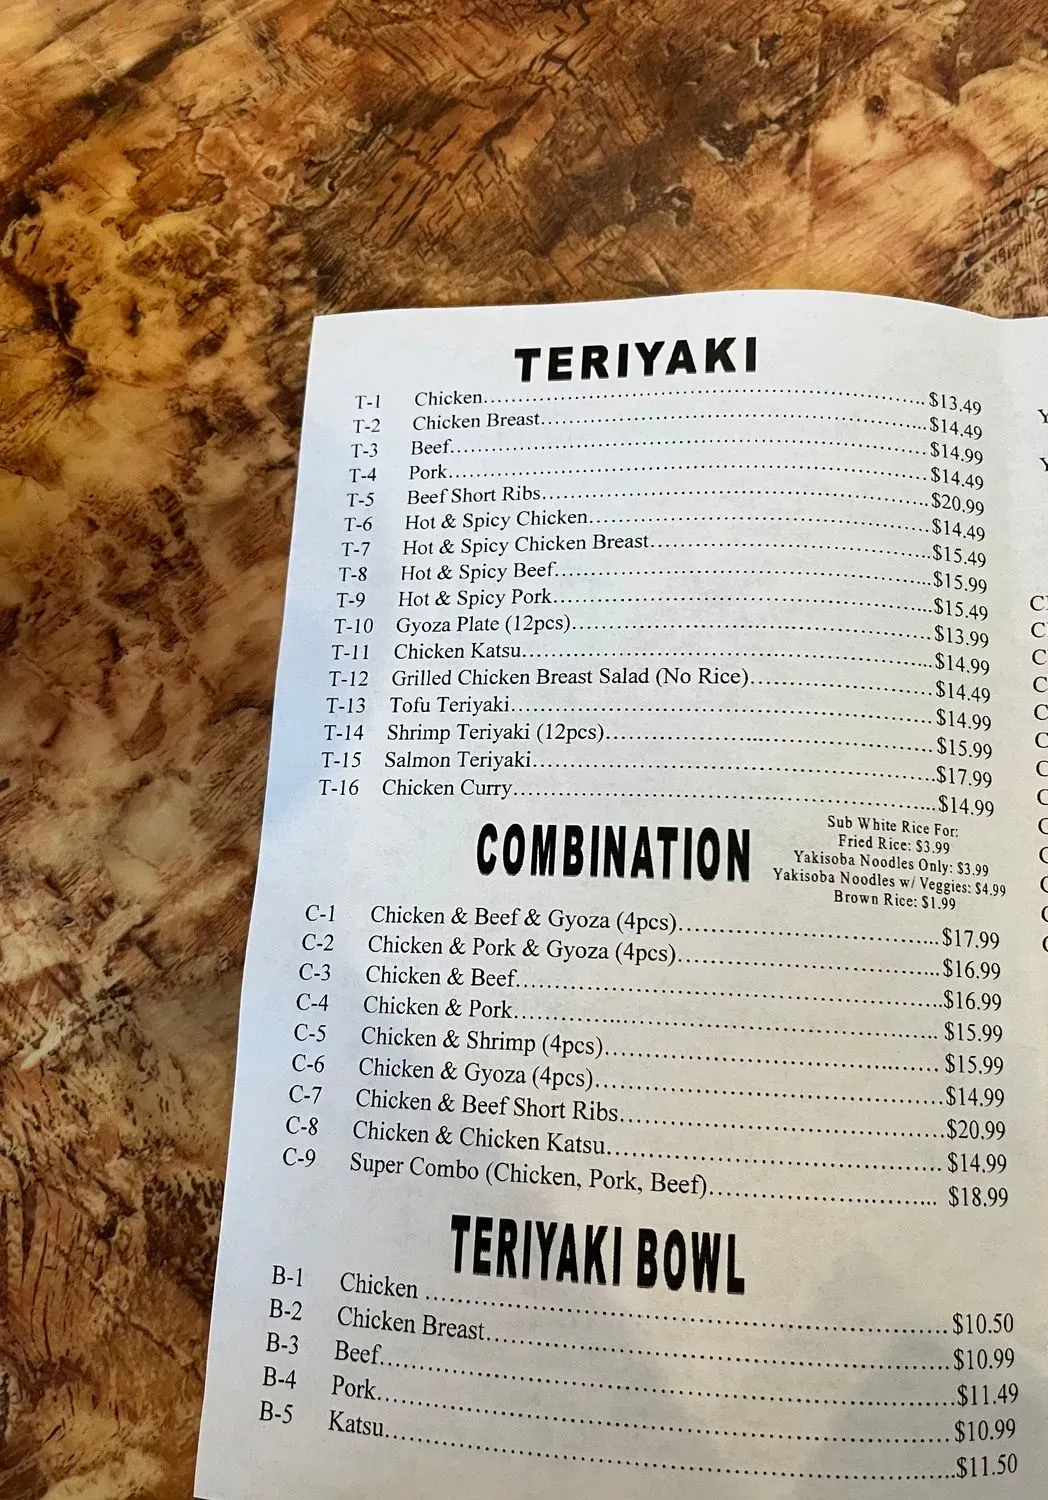 TERIYAKI
T-1 Chicken $13.49
T-2 Chicken Breast $14.49
T-3 Beef $14.99
T-4 Pork $14.49
T-5 Beef Short Ribs $20.99
T-6 Hot & Spicy Chicken $14.49
T-7 Hot & Spicy Chicken Breast $15.49
T-8 Hot & Spicy Beef $15.99
T-9 Hot & Spicy Pork $15.49
T-10 Gyoza Plate (12pcs) $13.99
T-11 Chicken Katsu $14.99
T-12 Grilled Chicken Breast Salad (No Rice) $14.49
T-13 Tofu Teriyaki $14.99
T-14 Shrimp Teriyaki (12pcs) $15.99
T-15 Salmon Teriyaki $17.99
T-16 Chicken Curry $14.99
COMBINATION
Sub White Rice For:
Fried Rice: $3.99
Yakisoba Noodles Only: $3.99
Yakisoba Noodles w/ Veggies: $4.99
Brown Rice: $1.99
C-1 Chicken & Beef & Gyoza (4pcs) $17.99
C-2 Chicken & Pork & Gyoza (4pcs) $16.99
C-3 Chicken & Beef $16.99
C-4 Chicken & Pork $15.99
C-5 Chicken & Shrimp (4pcs) $15.99
C-6 Chicken & Gyoza (4pcs) $14.99
C-7 Chicken & Beef Short Ribs $20.99
C-8 Chicken & Chicken Katsu $14.99
C-9 Super Combo (Chicken, Pork, Beef) $18.99
TERIYAKI BOWL
B-1 Chicken $10.50
B-2 Chicken Breast $10.99
B-3 Beef $11.49
B-4 Pork $10.99
B-5 Katsu $11.50